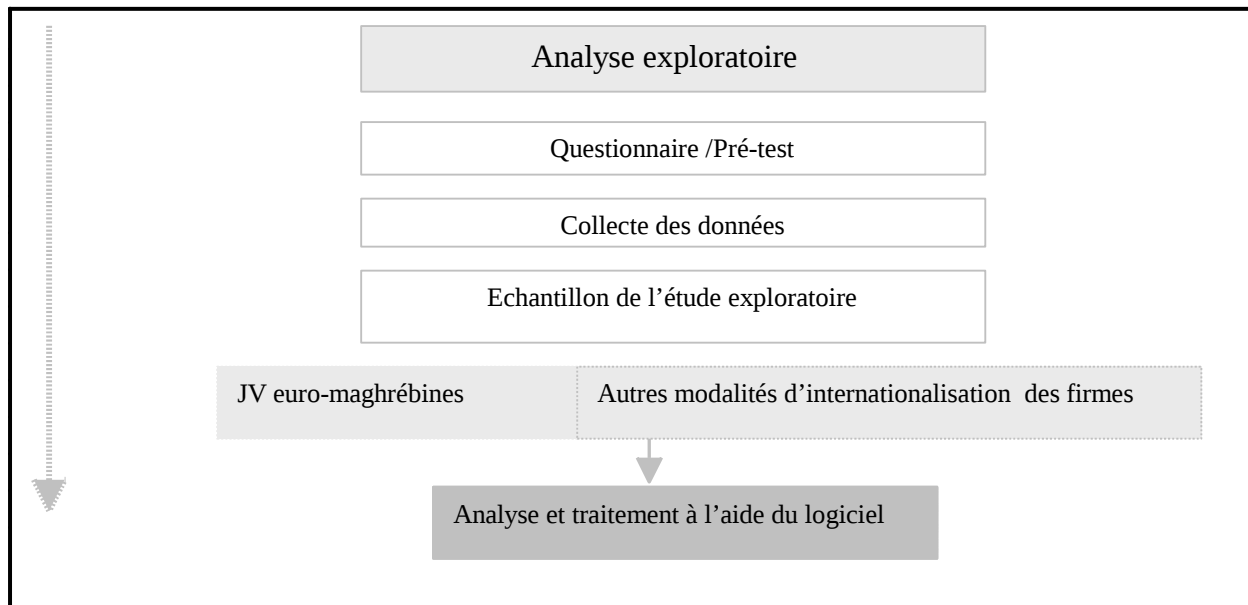 Analyse exploratoire
Questionnaire /Pré-test
Collecte des données
Echantillon de l’étude exploratoire
JV euro-maghrébines
Autres modalités d’internationalisation des firmes
Analyse et traitement à l’aide du logiciel